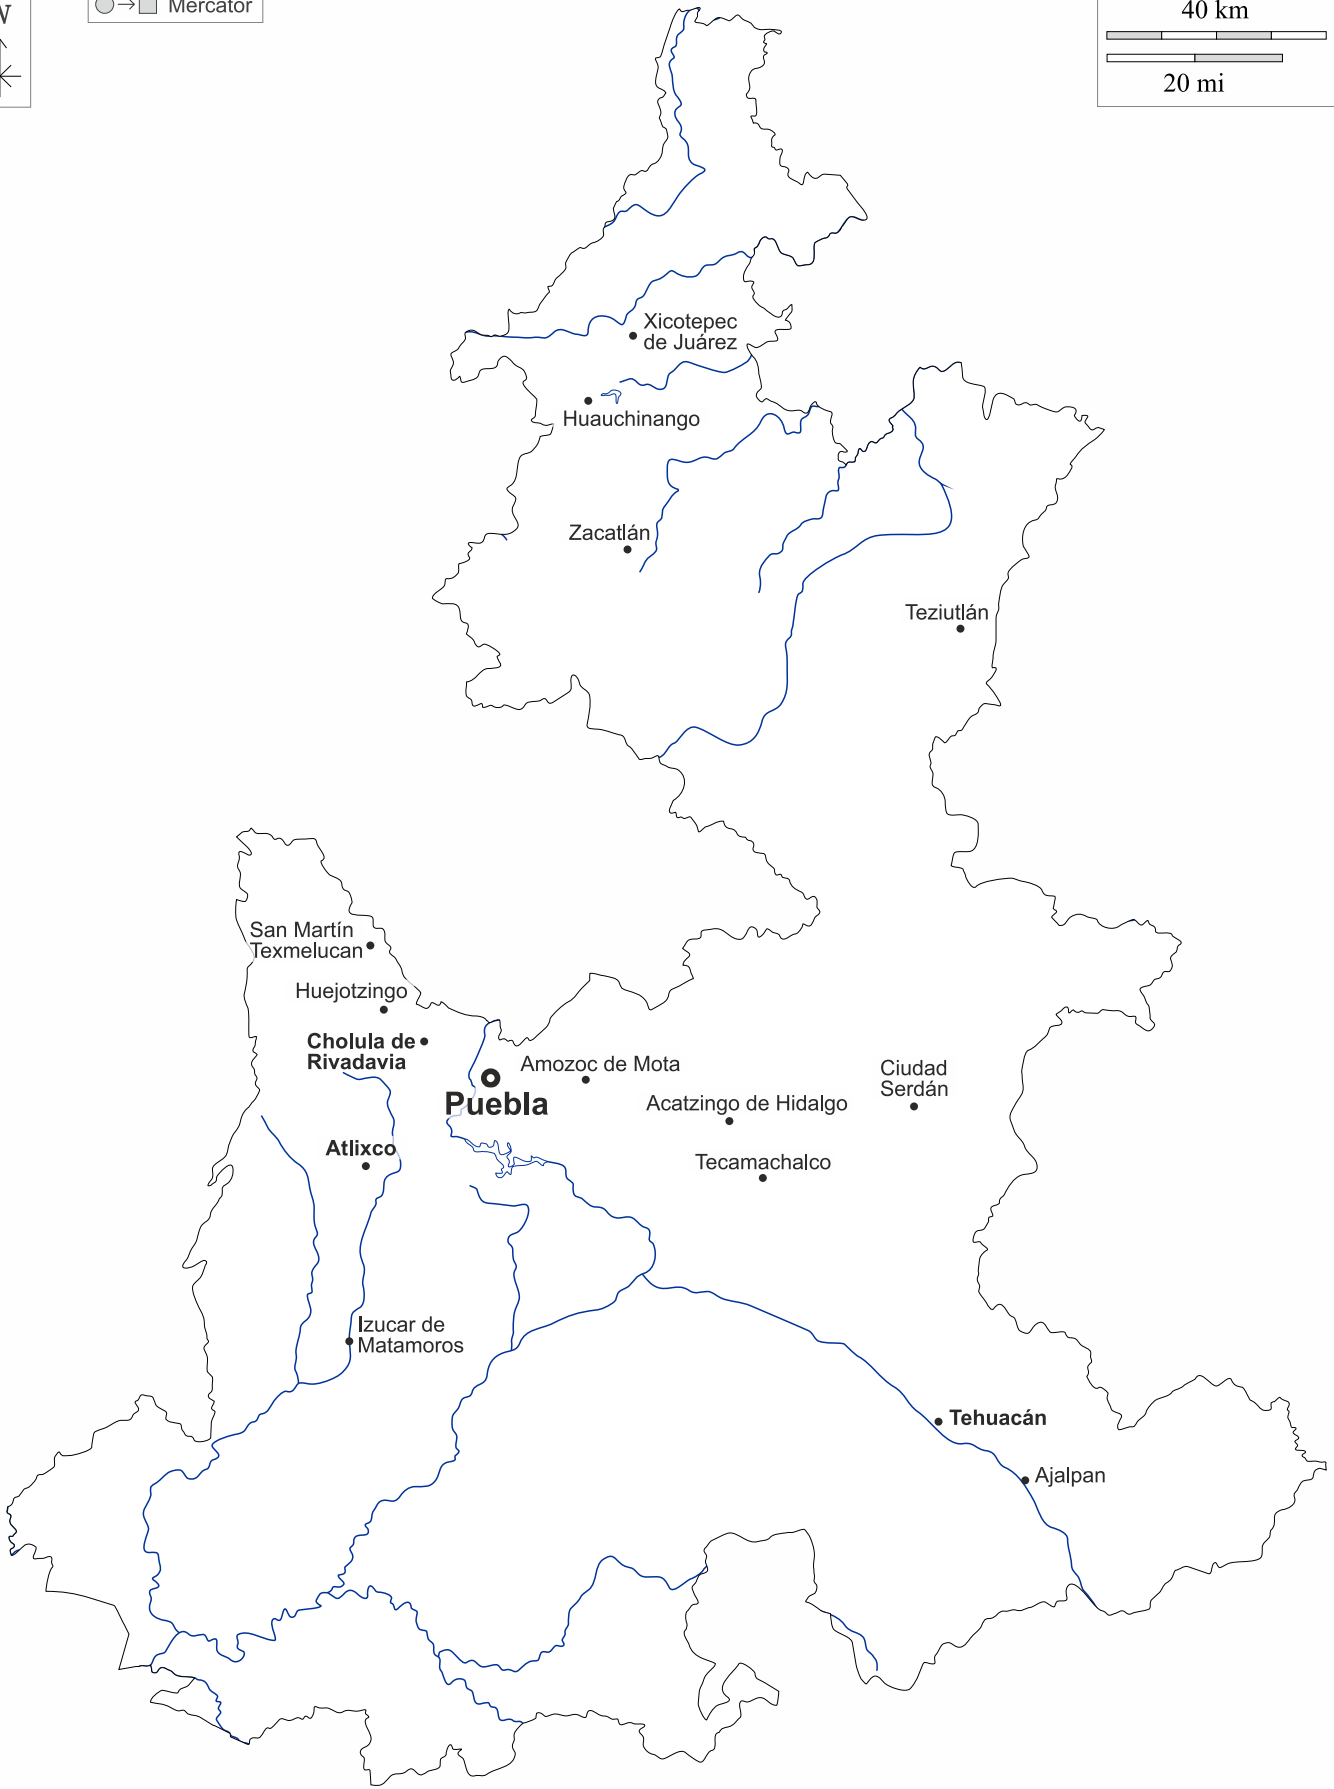 Mercator
40 km
20 mi
Xicotepec
de Juárez
Huauchinango
Zacatlán
Teziutlán
San Martín
Texmelucan
Huejotzingo
Cholula de
Rivadavia
Puebla
Amozoc de Mota
Acatzingo de Hidalgo
Ciudad
Serdán
Tecamachalco
Atlixco
Izucar de
Matamoros
Tehuacán
Ajalpan